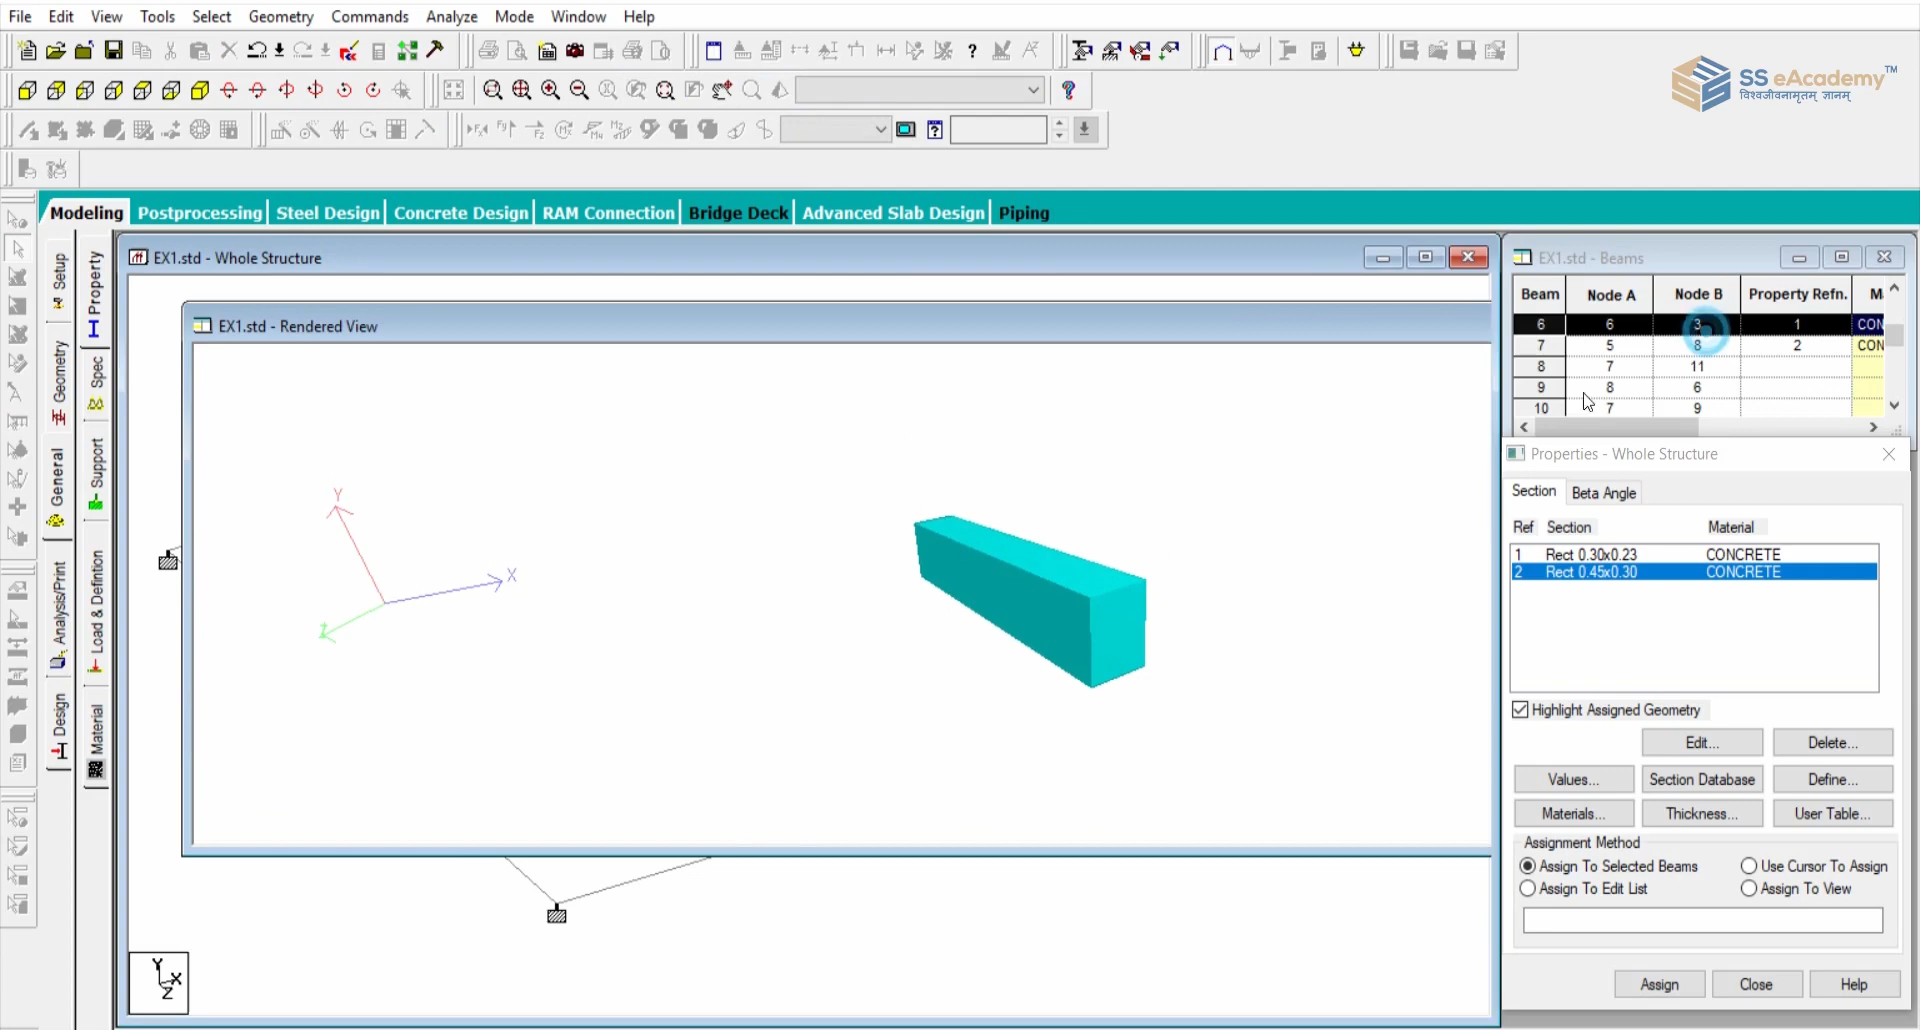 File Edit View Tools Select Geometry Commands Analyze Mode Window Help
SS eAcademy™
विश्वजीवनामृतम् ज्ञानम्
Modeling Postprocessing Steel Design Concrete Design RAM Connection Bridge Deck Advanced Slab Design Piping
Setup
Geometry
General
Analysis/Print
Design
Property
Spec
Support
Load & Definition
Material
EX1.std - Whole Structure
EX1.std - Rendered View
Y
X
Z
Y
X
Z
EX1.std - Beams
Beam Node A Node B Property Refn. M
6 6 3 1 CON
7 5 8 2 CON
8 7 11
9 8 6
10 7 9
Properties - Whole Structure
Section Beta Angle
Ref Section Material
1 Rect 0.30x0.23 CONCRETE
2 Rect 0.45x0.30 CONCRETE
Highlight Assigned Geometry
Edit... Delete...
Values... Section Database Define...
Materials... Thickness... User Table...
Assignment Method
Assign To Selected Beams Use Cursor To Assign
Assign To Edit List Assign To View
Assign Close Help